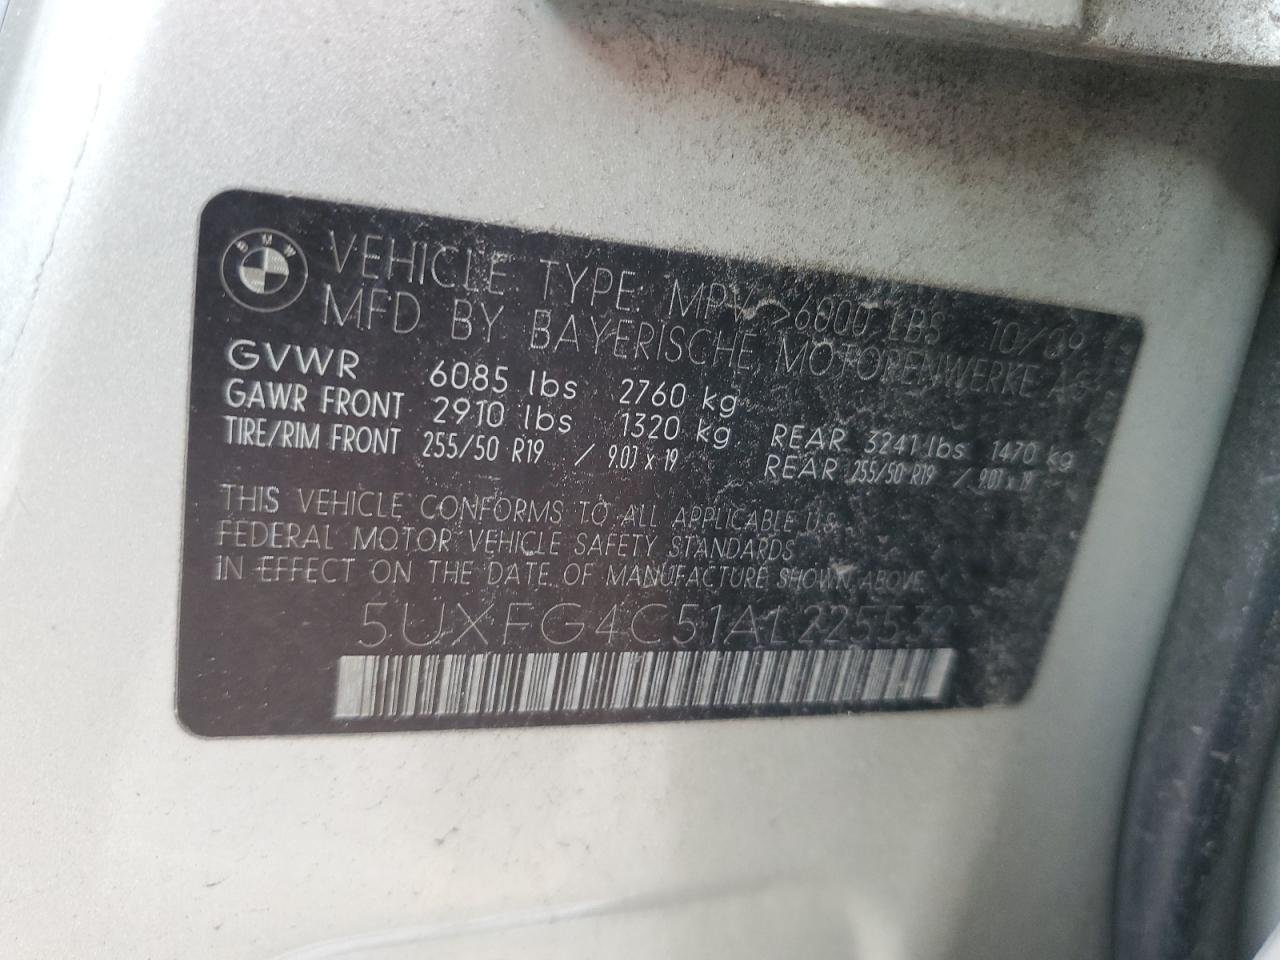 BMW
VEHICLE TYPE: MPV >6000 LBS 10/09
MFD BY BAYERISCHE MOTORENWERKE AG
GVWR 6085 lbs 2760 kg
GAWR FRONT 2910 lbs 1320 kg REAR 3241 lbs 1470 kg
TIRE/RIM FRONT 255/50 R19 / 9.0J x 19 REAR 255/50 R19 / 9.0J x 19
THIS VEHICLE CONFORMS TO ALL APPLICABLE U.S.
FEDERAL MOTOR VEHICLE SAFETY STANDARDS
IN EFFECT ON THE DATE OF MANUFACTURE SHOWN ABOVE
5UXFG4C51AL225532